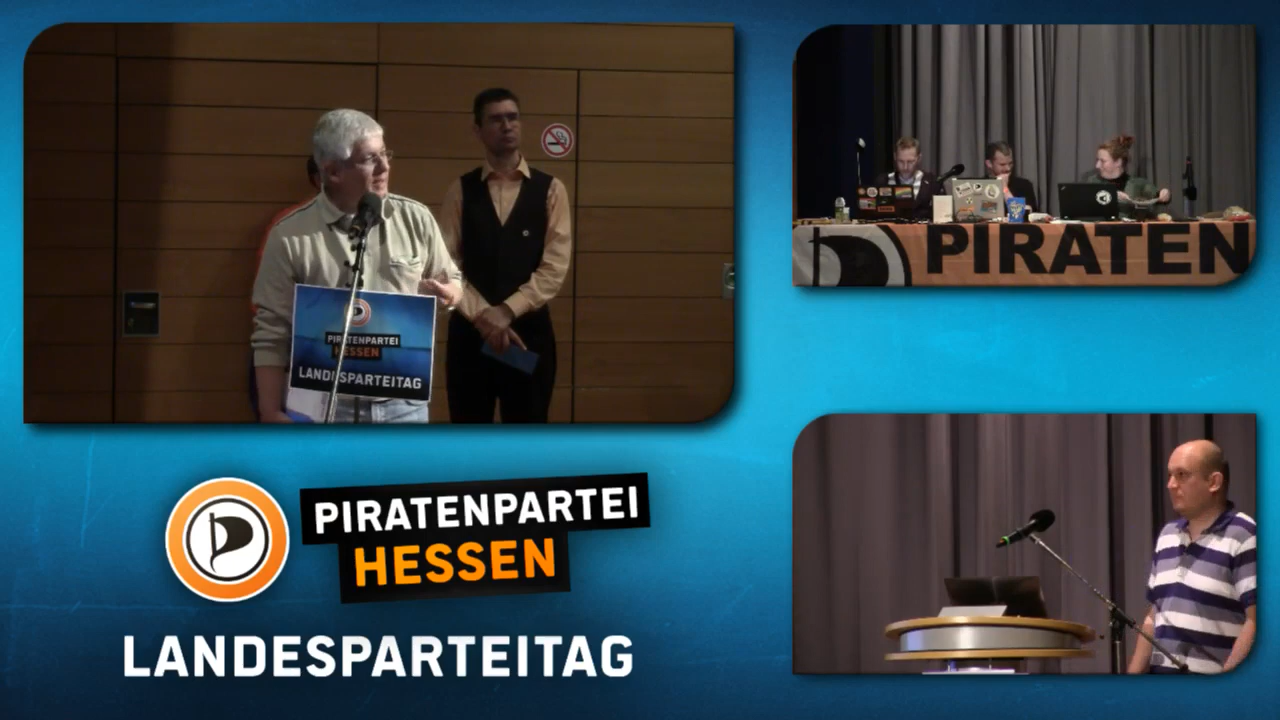 PIRATENPARTEI
HESSEN
LANDESPARTEITAG
PIRATEN
PIRATENPARTEI
HESSEN
LANDESPARTEITAG